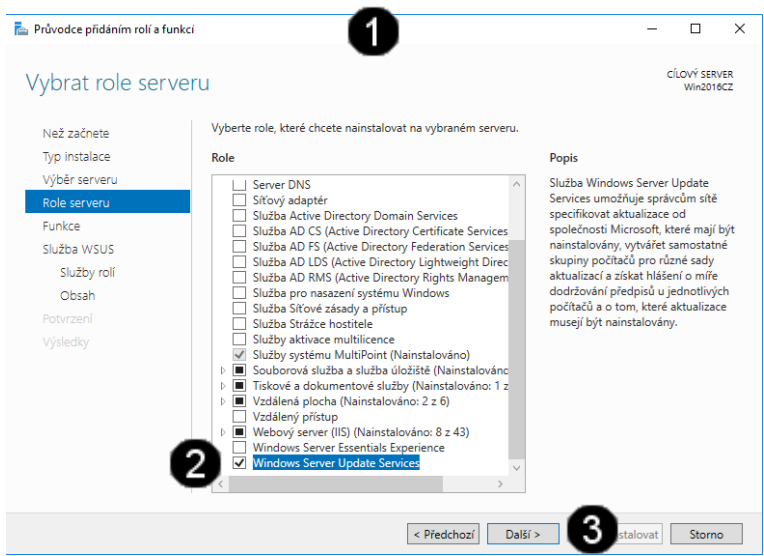 Průvodce přidáním rolí a funkcí
1
Vybrat role serveru
CÍLOVÝ SERVER
Win2016CZ
Než začnete
Typ instalace
Výběr serveru
Role serveru
Funkce
Služba WSUS
Služby rolí
Obsah
Potvrzení
Výsledky
Vyberte role, které chcete nainstalovat na vybraném serveru.
Role
Server DNS
Síťový adaptér
Služba Active Directory Domain Services
Služba AD CS (Active Directory Certificate Services
Služba AD FS (Active Directory Federation Services
Služba AD LDS (Active Directory Lightweight Direc
Služba AD RMS (Active Directory Rights Managem
Služba pro nasazení systému Windows
Služba Síťové zásady a přístup
Služba Strážce hostitele
Služby aktivace multilicence
Služby systému MultiPoint (Nainstalováno)
Souborová služba a služba úložiště (Nainstalovánc
Tiskové a dokumentové služby (Nainstalováno: 1 z
Vzdálená plocha (Nainstalováno: 2 z 6)
Vzdálený přístup
Webový server (IIS) (Nainstalováno: 8 z 43)
Windows Server Essentials Experience
2
Windows Server Update Services
Popis
Služba Windows Server Update
Services umožňuje správcům sítě
specifikovat aktualizace od
společnosti Microsoft, které mají být
nainstalovány, vytvářet samostatné
skupiny počítačů pro různé sady
aktualizací a získat hlášení o míře
dodržování předpisů u jednotlivých
počítačů a o tom, které aktualizace
musejí být nainstalovány.
< Předchozí
Další >
3
stalovat
Storno